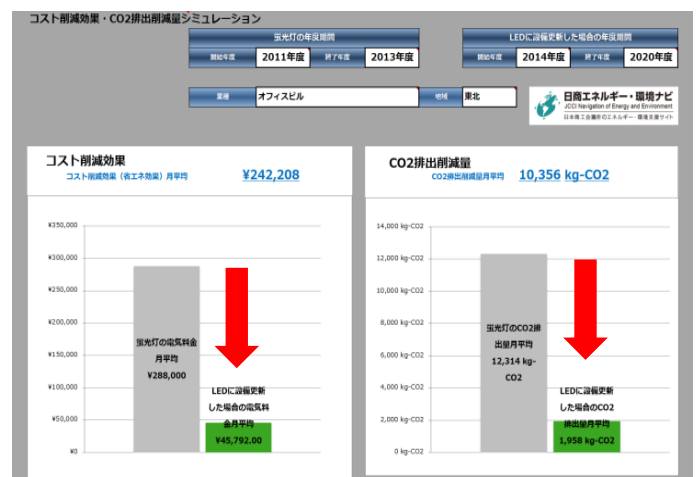 コスト削減効果・CO2排出削減量シミュレーション
蛍光灯の年度期間
開始年度 2011年度 終了年度 2013年度
LEDに設備更新した場合の年度期間
開始年度 2014年度 終了年度 2020年度
業種 オフィスビル 地域 東北
日商エネルギー・環境ナビ
JCCI Navigation of Energy and Environment
日本商工会議所のエネルギー・環境支援サイト
コスト削減効果
コスト削減効果（省エネ効果）月平均 ¥242,208
¥350,000
¥300,000
¥250,000
¥200,000
¥150,000
¥100,000
¥50,000
¥0
蛍光灯の電気料金
月平均
¥288,000
LEDに設備更新
した場合の電気料
金月平均
¥45,792.00
CO2排出削減量
CO2排出削減量月平均 10,356 kg-CO2
14,000 kg-CO2
12,000 kg-CO2
10,000 kg-CO2
8,000 kg-CO2
6,000 kg-CO2
4,000 kg-CO2
2,000 kg-CO2
0 kg-CO2
蛍光灯のCO2排
出量月平均
12,314 kg-
CO2
LEDに設備更新
した場合のCO2
排出量月平均
1,958 kg-CO2